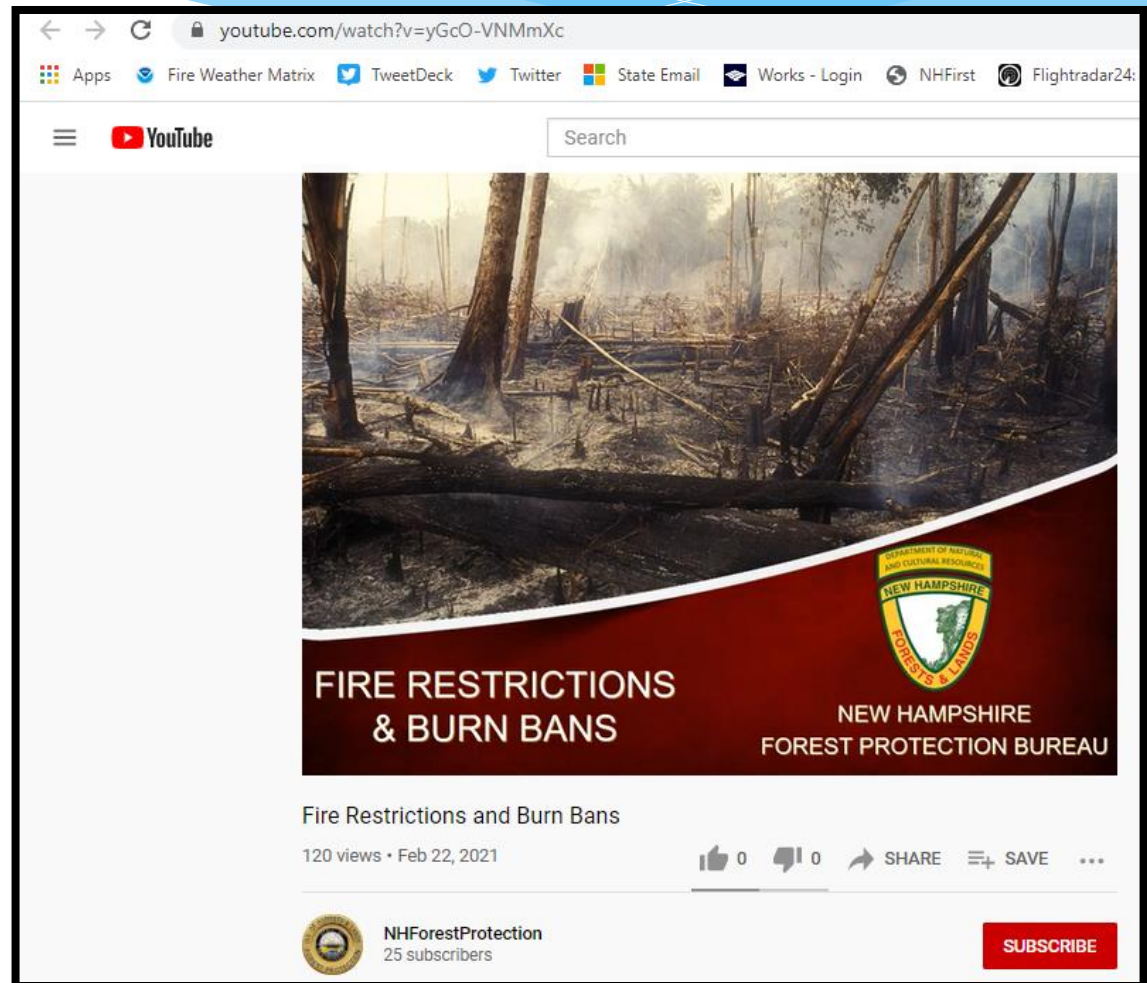 youtube.com/watch?v=yGcO-VNMmXc
Apps Fire Weather Matrix TweetDeck Twitter State Email Works - Login NHFirst Flightradar24:
YouTube Search
DEPARTMENT OF NATURAL
AND CULTURAL RESOURCES
NEW HAMPSHIRE
FORESTS & LANDS
FIRE RESTRICTIONS
& BURN BANS
NEW HAMPSHIRE
FOREST PROTECTION BUREAU
Fire Restrictions and Burn Bans
120 views • Feb 22, 2021 0 0 SHARE SAVE
NHForestProtection
25 subscribers
SUBSCRIBE